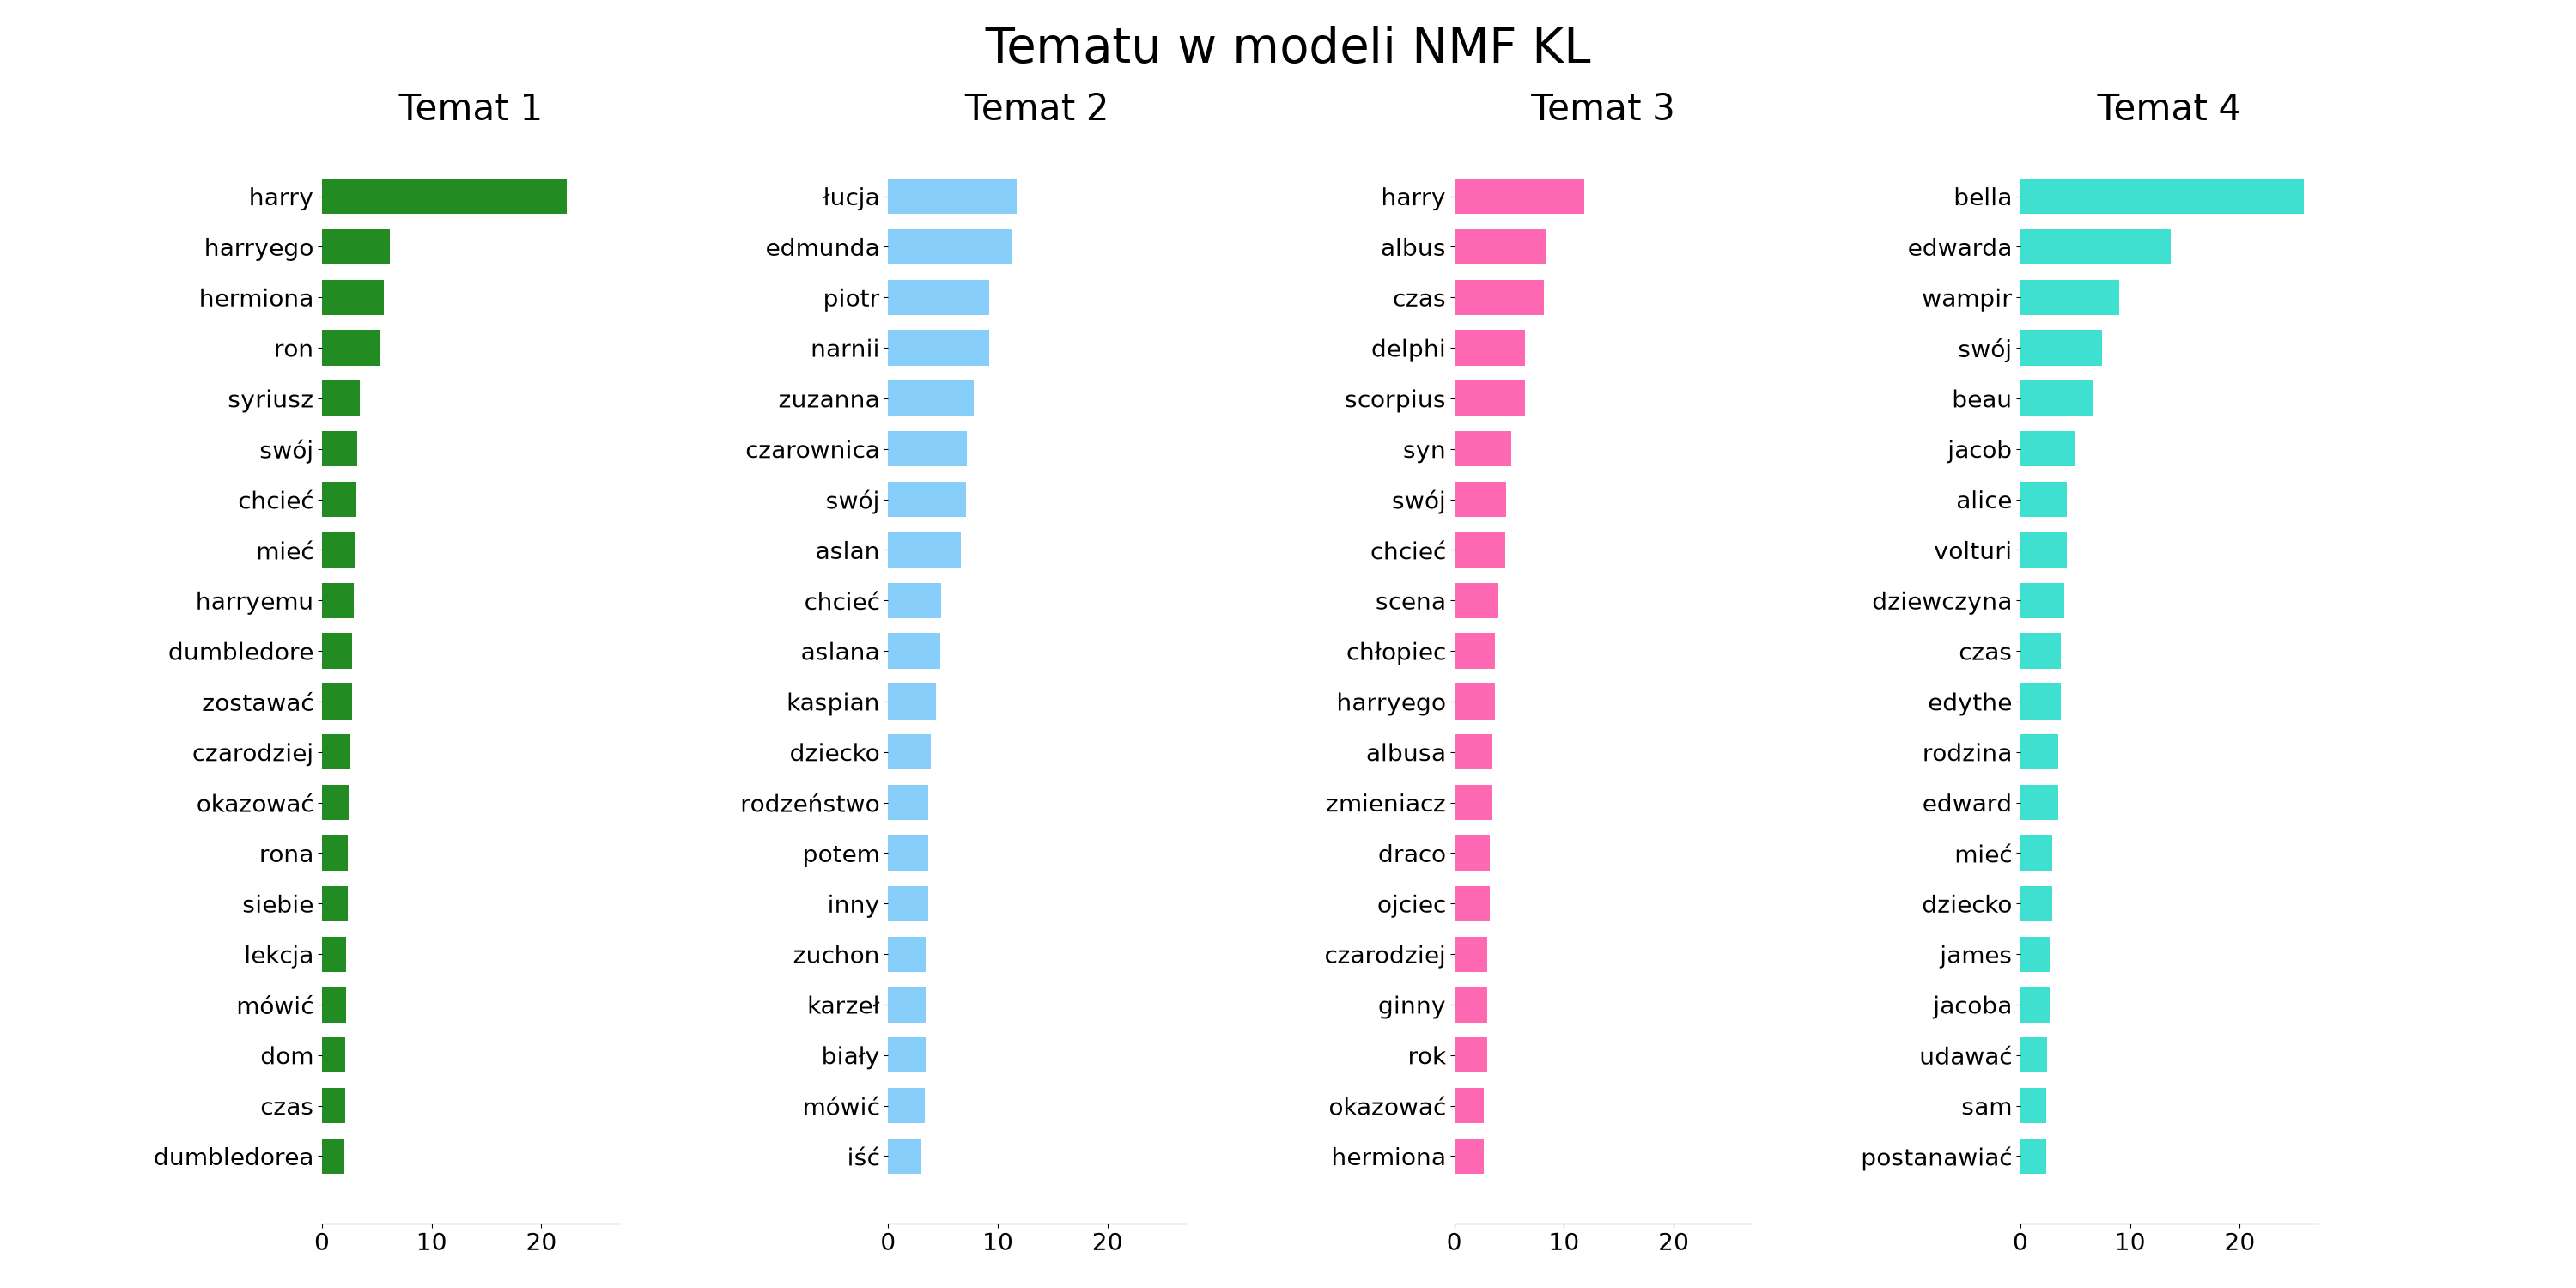 Tematu w modeli NMF KL
Temat 1
harry
harryego
hermiona
ron
syriusz
swój
chcieć
mieć
harryemu
dumbledore
zostawać
czarodziej
okazować
rona
siebie
lekcja
mówić
dom
czas
dumbledorea
0 10 20
Temat 2
łucja
edmunda
piotr
narnii
zuzanna
czarownica
swój
aslan
chcieć
aslana
kaspian
dziecko
rodzeństwo
potem
inny
zuchon
karzeł
biały
mówić
iść
0 10 20
Temat 3
harry
albus
czas
delphi
scorpius
syn
swój
chcieć
scena
chłopiec
harryego
albusa
zmieniacz
draco
ojciec
czarodziej
ginny
rok
okazować
hermiona
0 10 20
Temat 4
bella
edwarda
wampir
swój
beau
jacob
alice
volturi
dziewczyna
czas
edythe
rodzina
edward
mieć
dziecko
james
jacoba
udawać
sam
postanawiać
0 10 20